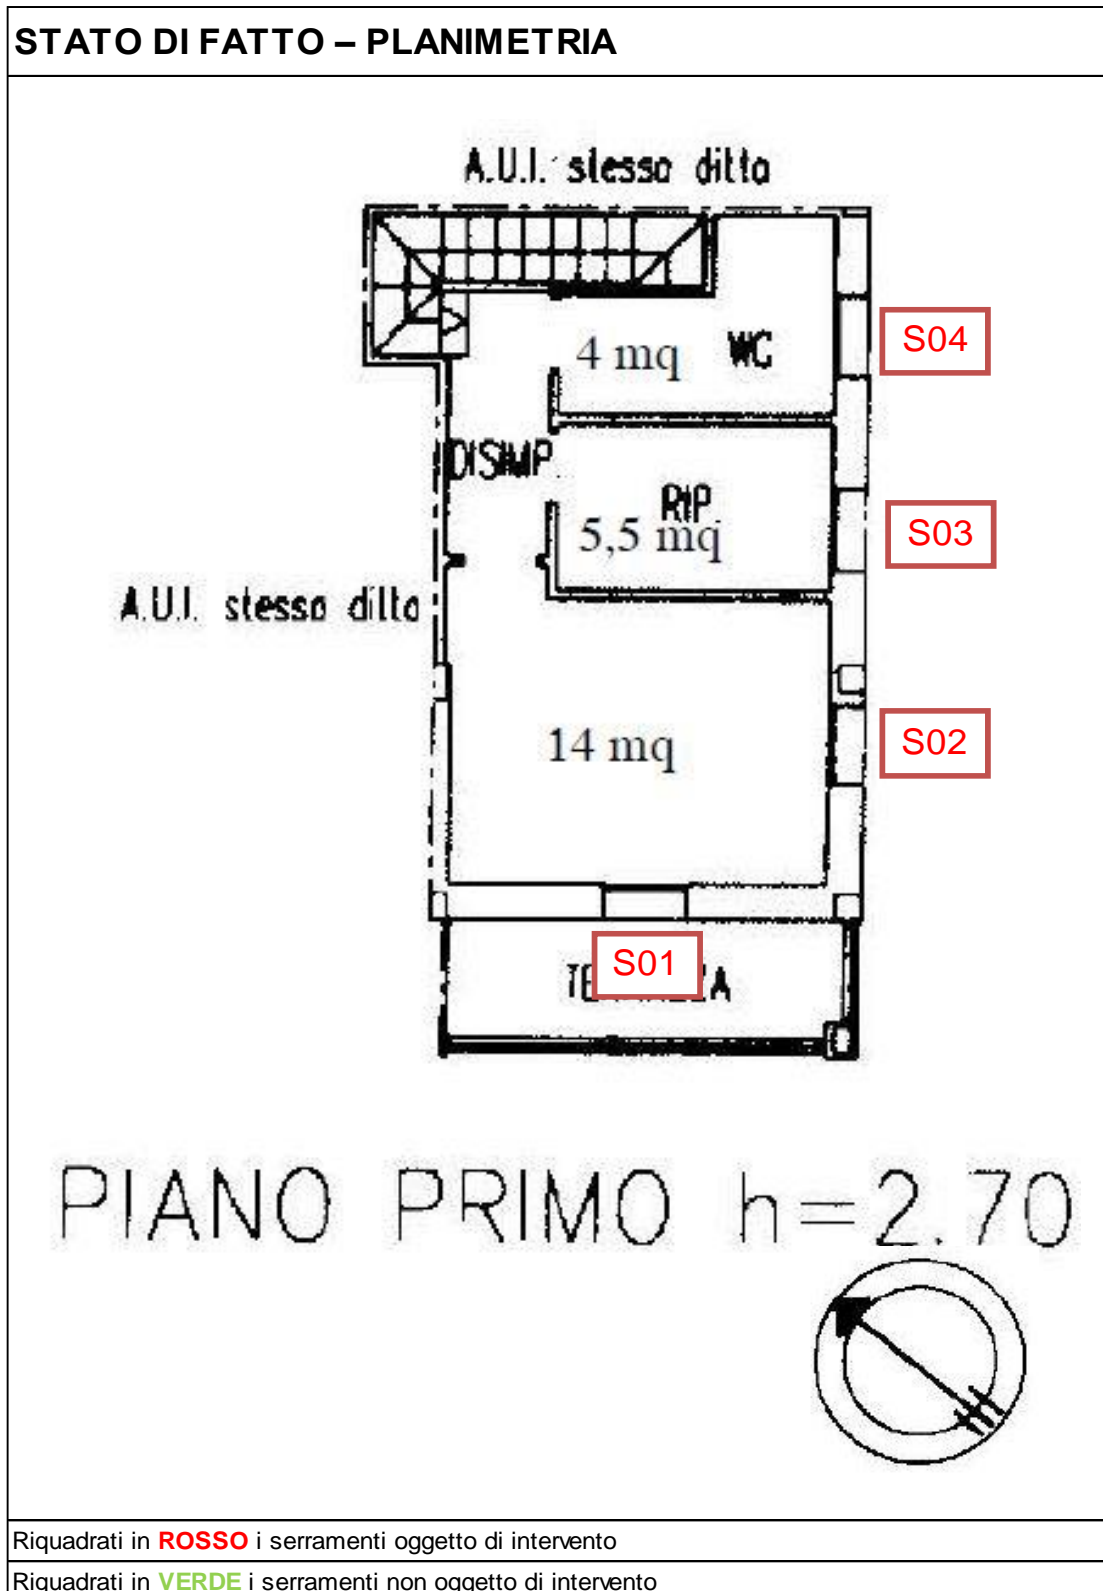 STATO DI FATTO – PLANIMETRIA
A.U.I. stessa ditta
4 mq WC
S04
DISIMP.
RIP
5,5 mq
S03
A.U.I. stessa ditta
14 mq
S02
S01
PIANO PRIMO h=2.70
Riquadrati in ROSSO i serramenti oggetto di intervento
Riquadrati in VERDE i serramenti non oggetto di intervento